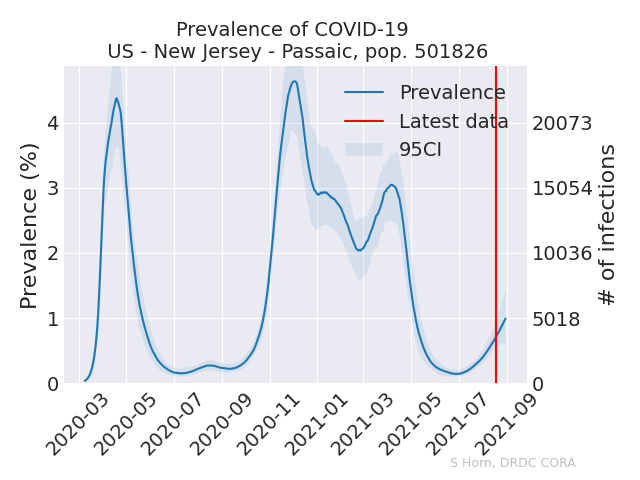 Prevalence of COVID-19
US - New Jersey - Passaic, pop. 501826
Prevalence
Latest data
95CI
Prevalence (%)
4
3
2
1
0
20073
15054
10036
5018
0
# of infections
2020-03
2020-05
2020-07
2020-09
2020-11
2021-01
2021-03
2021-05
2021-07
2021-09
S Horn, DRDC CORA